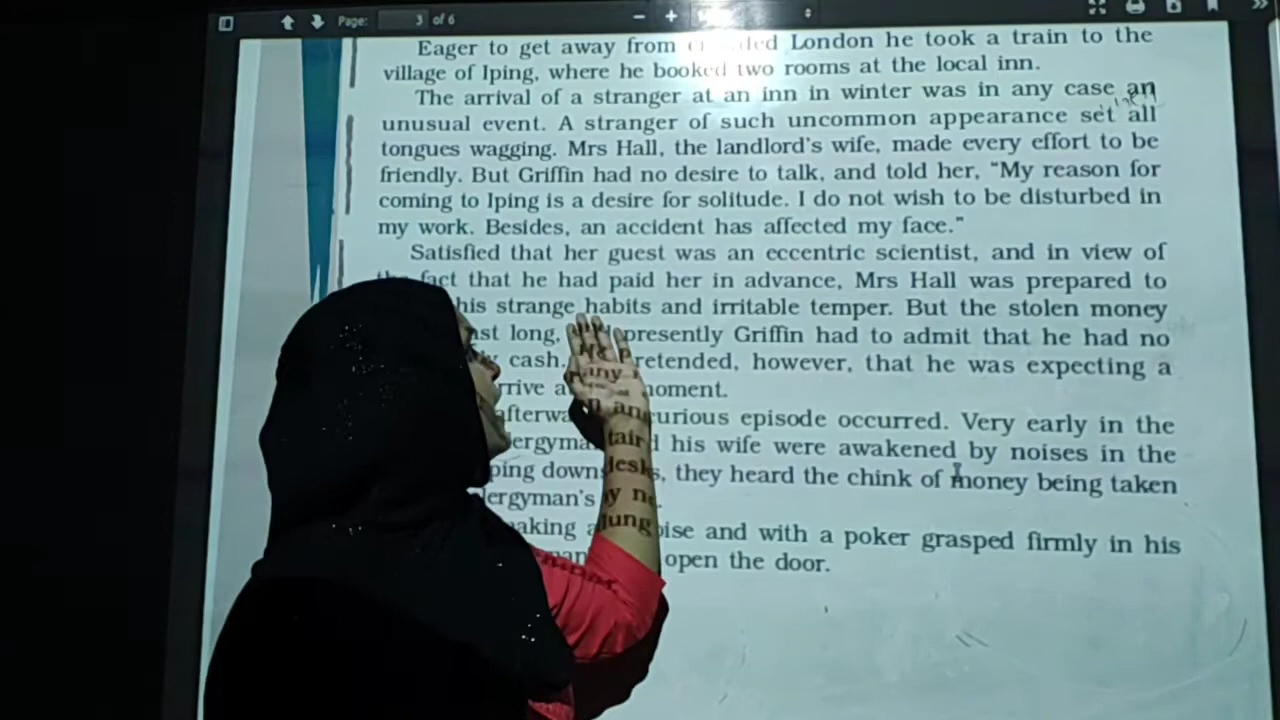 Page: 3 of 6
Eager to get away from London he took a train to the
village of Iping, where he booked two rooms at the local inn.
The arrival of a stranger at an inn in winter was in any case an
unusual event. A stranger of such uncommon appearance set all
tongues wagging. Mrs Hall, the landlord's wife, made every effort to be
friendly. But Griffin had no desire to talk, and told her, “My reason for
coming to Iping is a desire for solitude. I do not wish to be disturbed in
my work. Besides, an accident has affected my face.”
Satisfied that her guest was an eccentric scientist, and in view of
the fact that he had paid her in advance, Mrs Hall was prepared to
his strange habits and irritable temper. But the stolen money
long, presently Griffin had to admit that he had no
cash, pretended, however, that he was expecting a
moment.
curious episode occurred. Very early in the
his wife were awakened by noises in the
they heard the chink of money being taken
noise and with a poker grasped firmly in his
open the door.